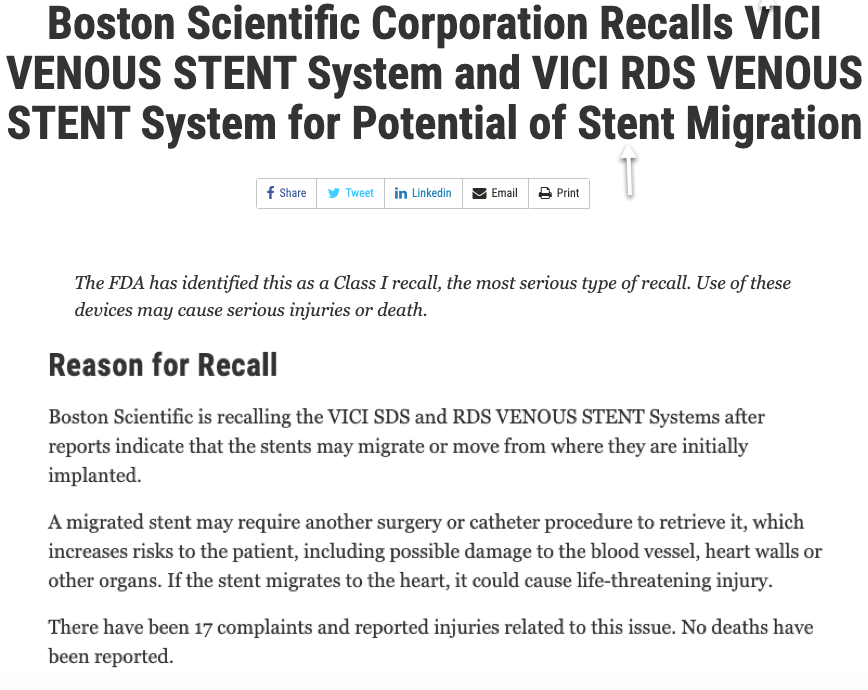 Boston Scientific Corporation Recalls VICI
VENOUS STENT System and VICI RDS VENOUS
STENT System for Potential of Stent Migration
Share Tweet Linkedin Email Print
The FDA has identified this as a Class I recall, the most serious type of recall. Use of these
devices may cause serious injuries or death.
Reason for Recall
Boston Scientific is recalling the VICI SDS and RDS VENOUS STENT Systems after
reports indicate that the stents may migrate or move from where they are initially
implanted.
A migrated stent may require another surgery or catheter procedure to retrieve it, which
increases risks to the patient, including possible damage to the blood vessel, heart walls or
other organs. If the stent migrates to the heart, it could cause life-threatening injury.
There have been 17 complaints and reported injuries related to this issue. No deaths have
been reported.